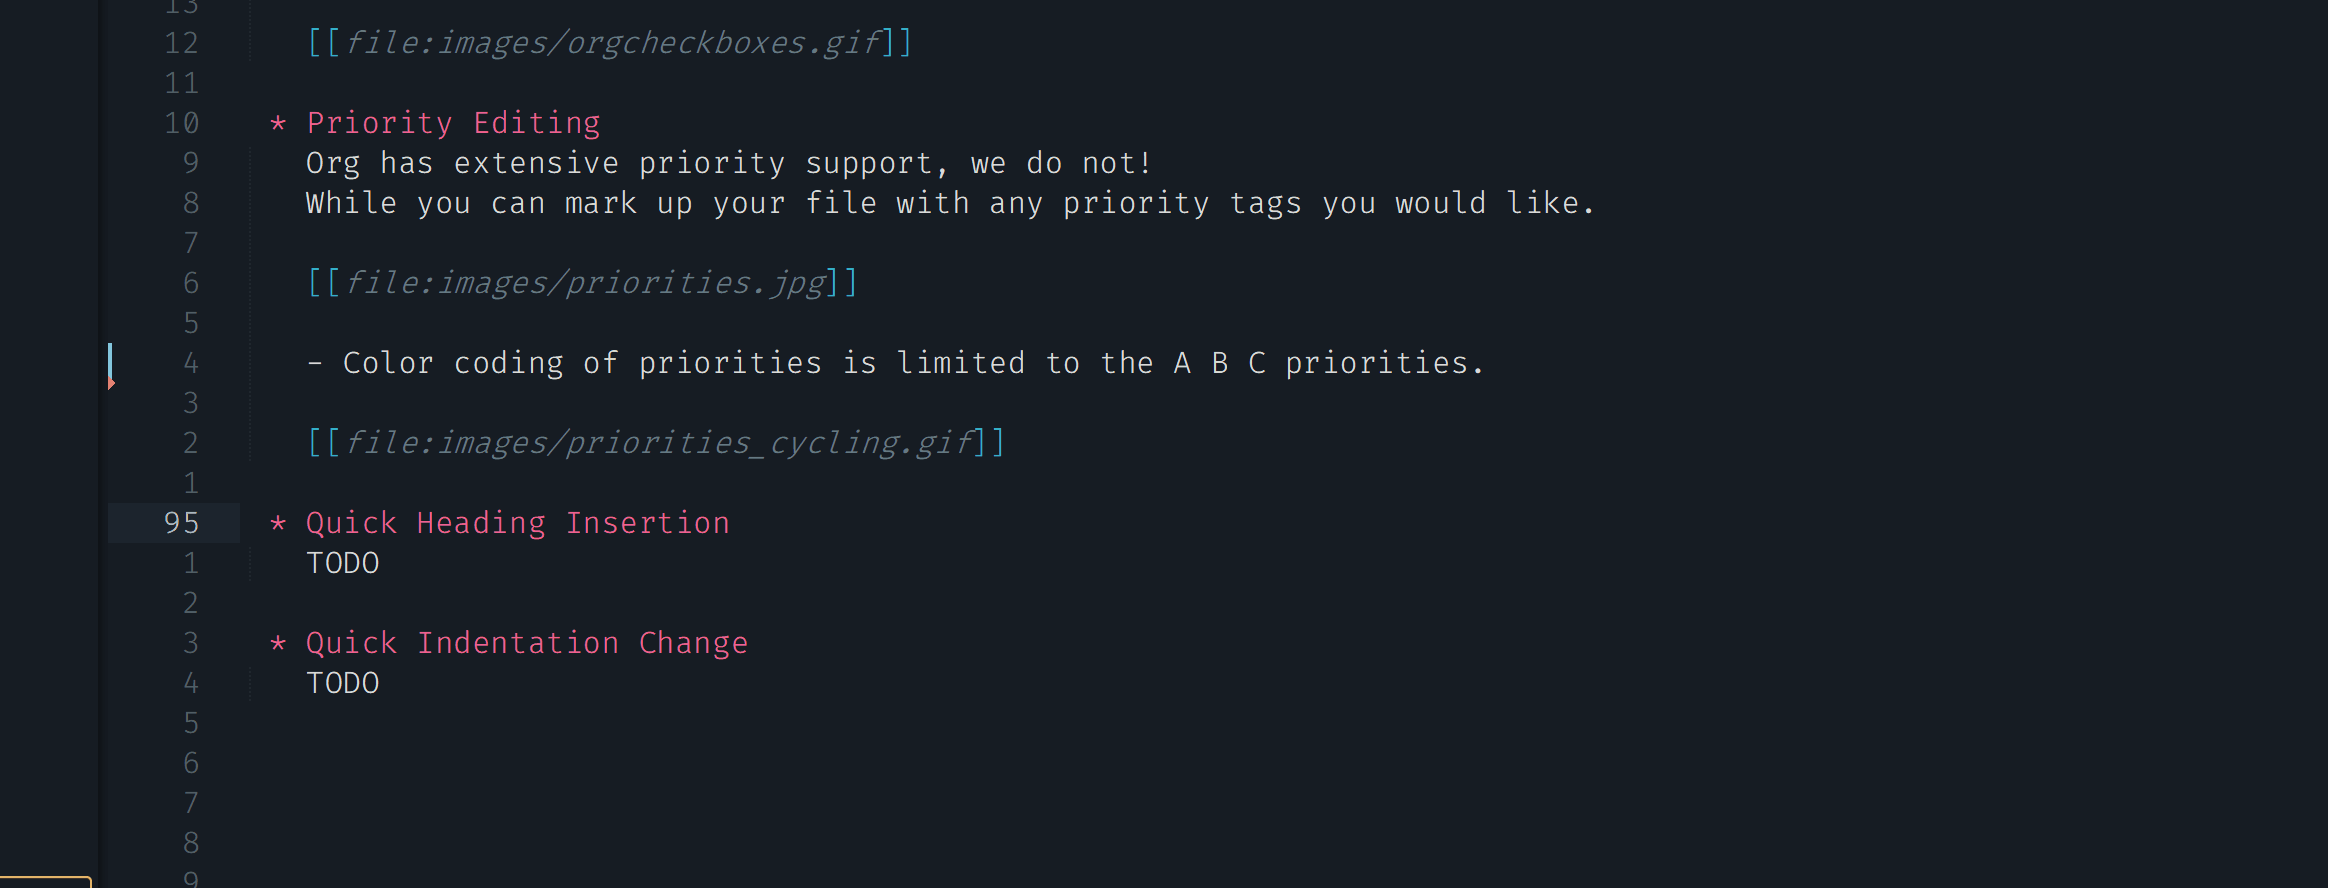 13
12 [[file:images/orgcheckboxes.gif]]
11
10 * Priority Editing
9 Org has extensive priority support, we do not!
8 While you can mark up your file with any priority tags you would like.
7
6 [[file:images/priorities.jpg]]
5
4 - Color coding of priorities is limited to the A B C priorities.
3
2 [[file:images/priorities_cycling.gif]]
1
95 * Quick Heading Insertion
1 TODO
2
3 * Quick Indentation Change
4 TODO
5
6
7
8
9